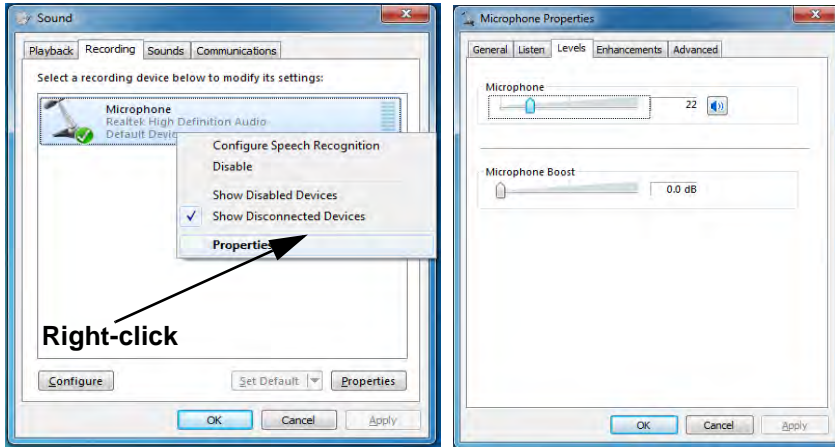 Sound
Playback Recording Sounds Communications
Select a recording device below to modify its settings:
Microphone
Realtek High Definition Audio
Default Devic
Configure Speech Recognition
Disable
Show Disabled Devices
Show Disconnected Devices
Properties
Right-click
Configure Set Default Properties
OK Cancel Apply
Microphone Properties
General Listen Levels Enhancements Advanced
Microphone
22
Microphone Boost
0.0 dB
OK Cancel Apply